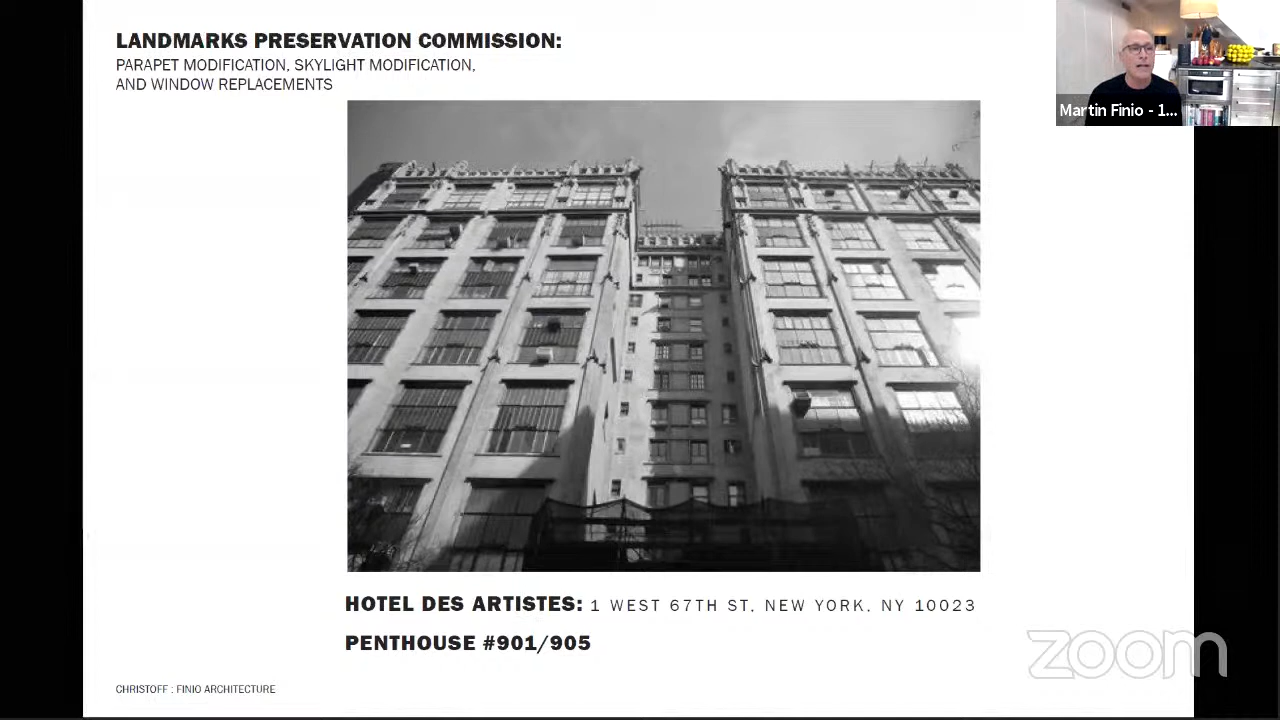 LANDMARKS PRESERVATION COMMISSION:
PARAPET MODIFICATION, SKYLIGHT MODIFICATION,
AND WINDOW REPLACEMENTS
Martin Finio - 1...
HOTEL DES ARTISTES: 1 WEST 67TH ST, NEW YORK, NY 10023
PENTHOUSE #901/905
zoom
CHRISTOFF : FINIO ARCHITECTURE